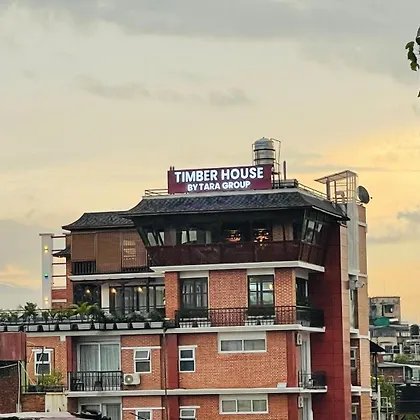 TIMBER HOUSE
BY TARA GROUP